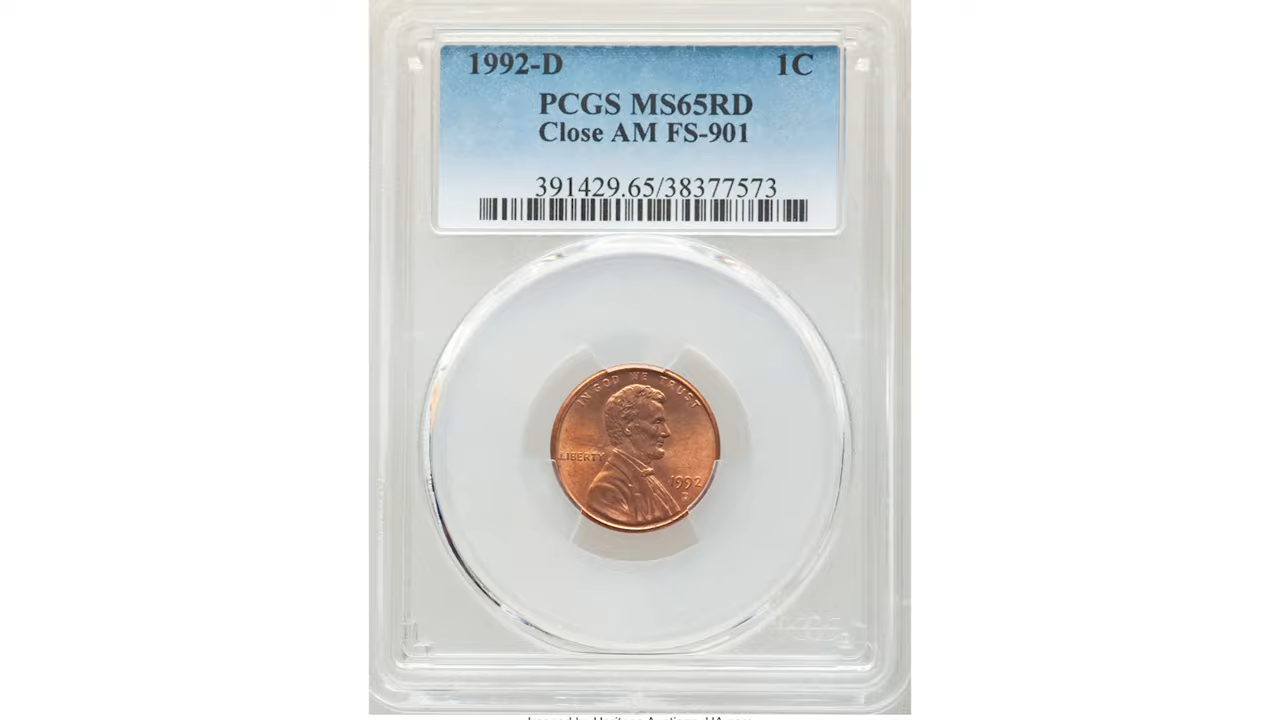 1992-D 1C
PCGS MS65RD
Close AM FS-901
391429.65/38377573
IN GOD WE TRUST
LIBERTY
1992
D